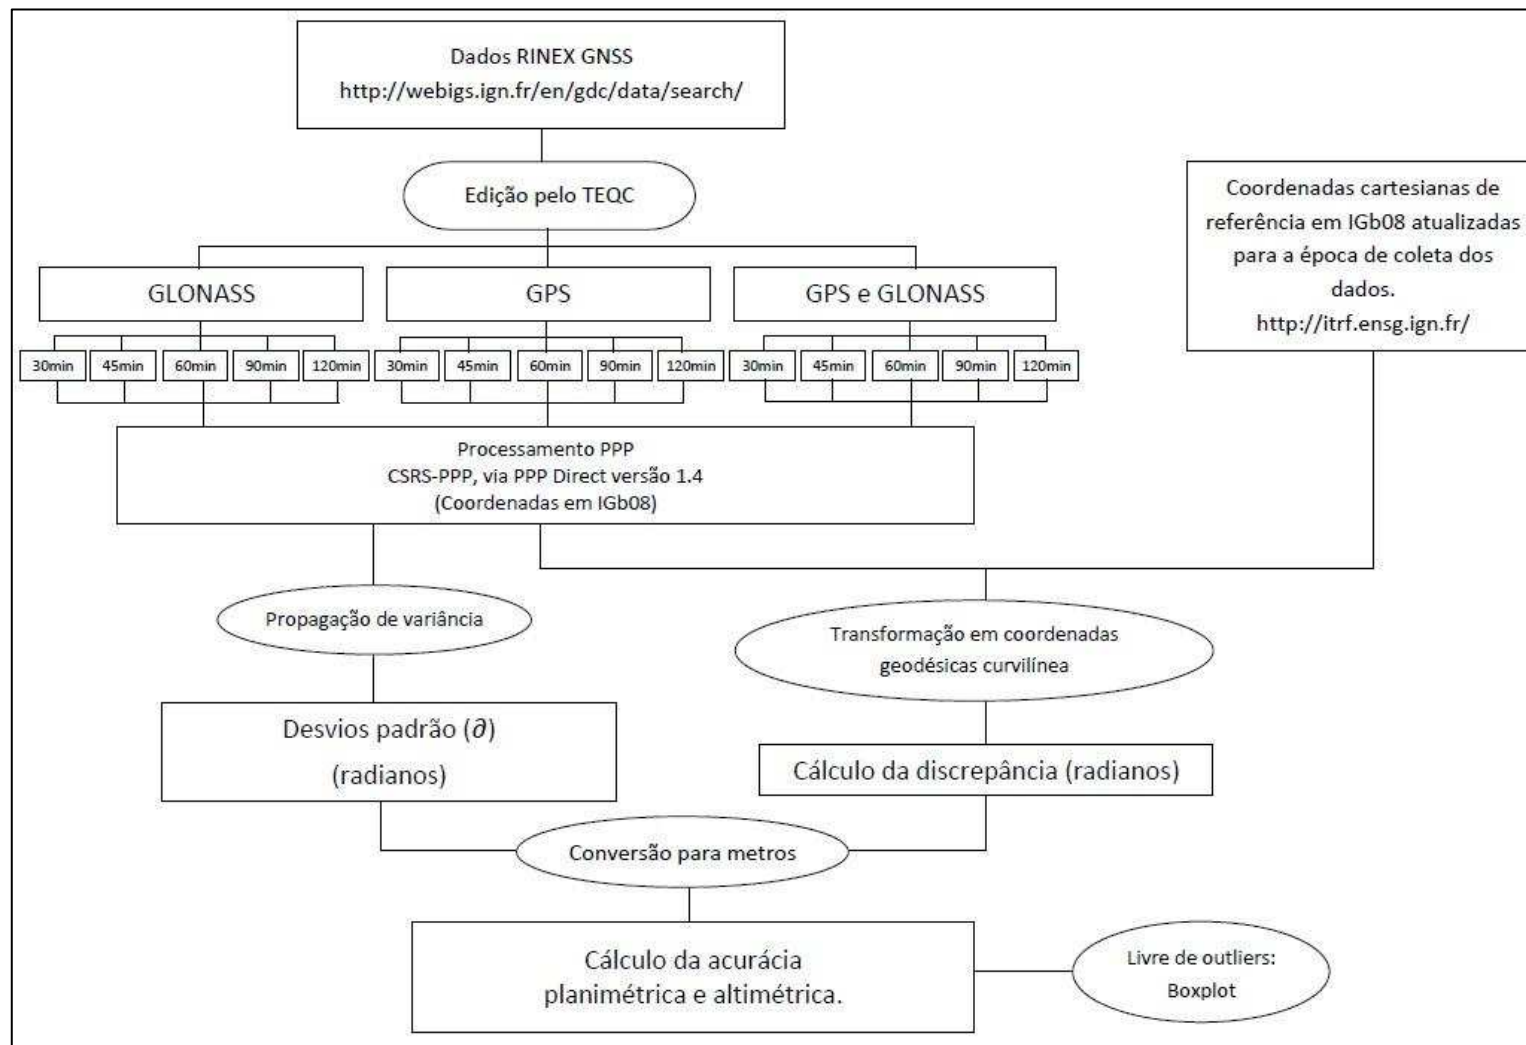 Dados RINEX GNSS
http://webigs.ign.fr/en/gdc/data/search/
Edição pelo TEQC
Coordenadas cartesianas de
referência em IGb08 atualizadas
para a época de coleta dos
dados.
http://itrf.ensg.ign.fr/
GLONASS
GPS
GPS e GLONASS
30min
45min
60min
90min
120min
30min
45min
60min
90min
120min
30min
45min
60min
90min
120min
Processamento PPP
CSRS-PPP, via PPP Direct versão 1.4
(Coordenadas em IGb08)
Propagação de variância
Transformação em coordenadas
geodésicas curvilínea
Desvios padrão (∂)
(radianos)
Cálculo da discrepância (radianos)
Conversão para metros
Cálculo da acurácia
planimétrica e altimétrica.
Livre de outliers:
Boxplot